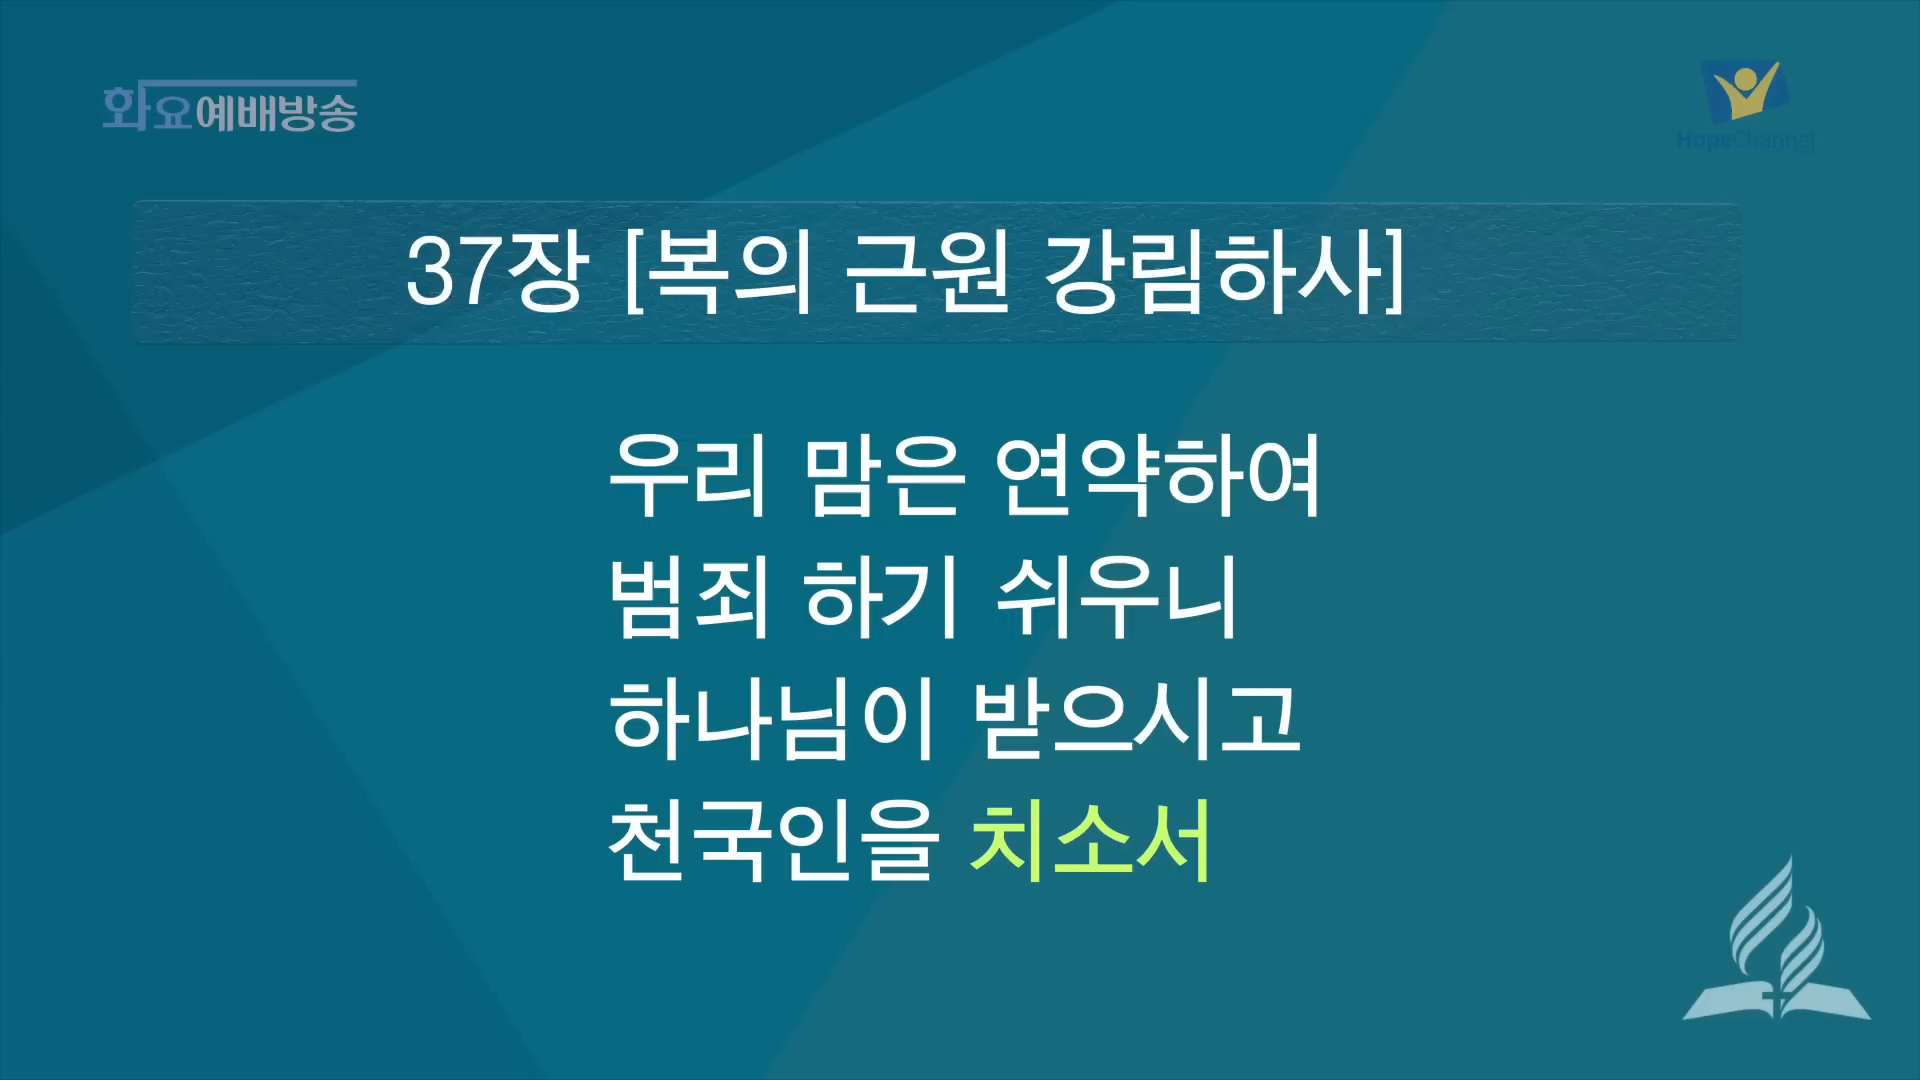 화요예배방송
HopeChannel
37장 [복의 근원 강림하사]
우리 맘은 연약하여
범죄 하기 쉬우니
하나님이 받으시고
천국인을 치소서